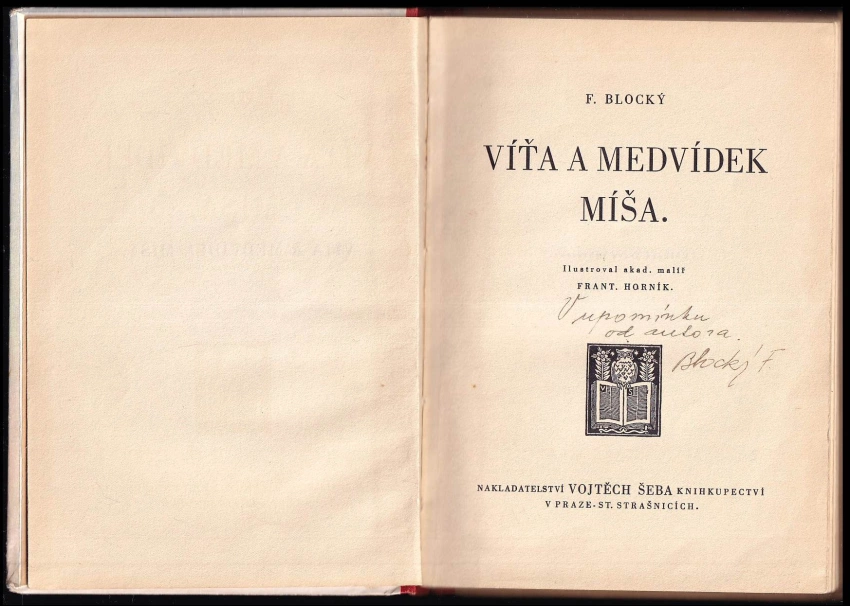 F. BLOCKÝ
VÍŤA A MEDVÍDEK
MÍŠA.
Ilustroval akad. malíř
FRANT. HORNÍK.
V upomínku
od autora.
Blocký F.
V Š
NAKLADATELSTVÍ VOJTĚCH ŠEBA KNIHKUPECTVÍ
V PRAZE-ST. STRAŠNICÍCH.